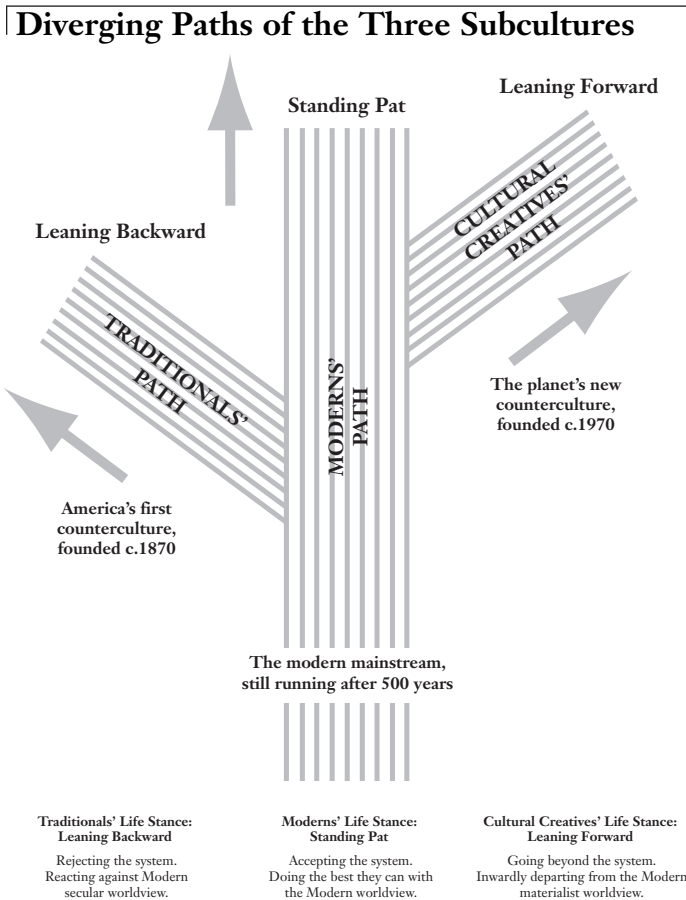 Diverging Paths of the Three Subcultures
Leaning Forward
Standing Pat
Leaning Backward
CULTURAL
CREATIVES’
PATH
TRADITIONALS’
PATH
MODERNS’
PATH
The planet’s new
counterculture,
founded c.1970
America’s first
counterculture,
founded c.1870
The modern mainstream,
still running after 500 years
Traditionals’ Life Stance:
Leaning Backward
Rejecting the system.
Reacting against Modern
secular worldview.
Moderns’ Life Stance:
Standing Pat
Accepting the system.
Doing the best they can with
the Modern worldview.
Cultural Creatives’ Life Stance:
Leaning Forward
Going beyond the system.
Inwardly departing from the Modern
materialist worldview.